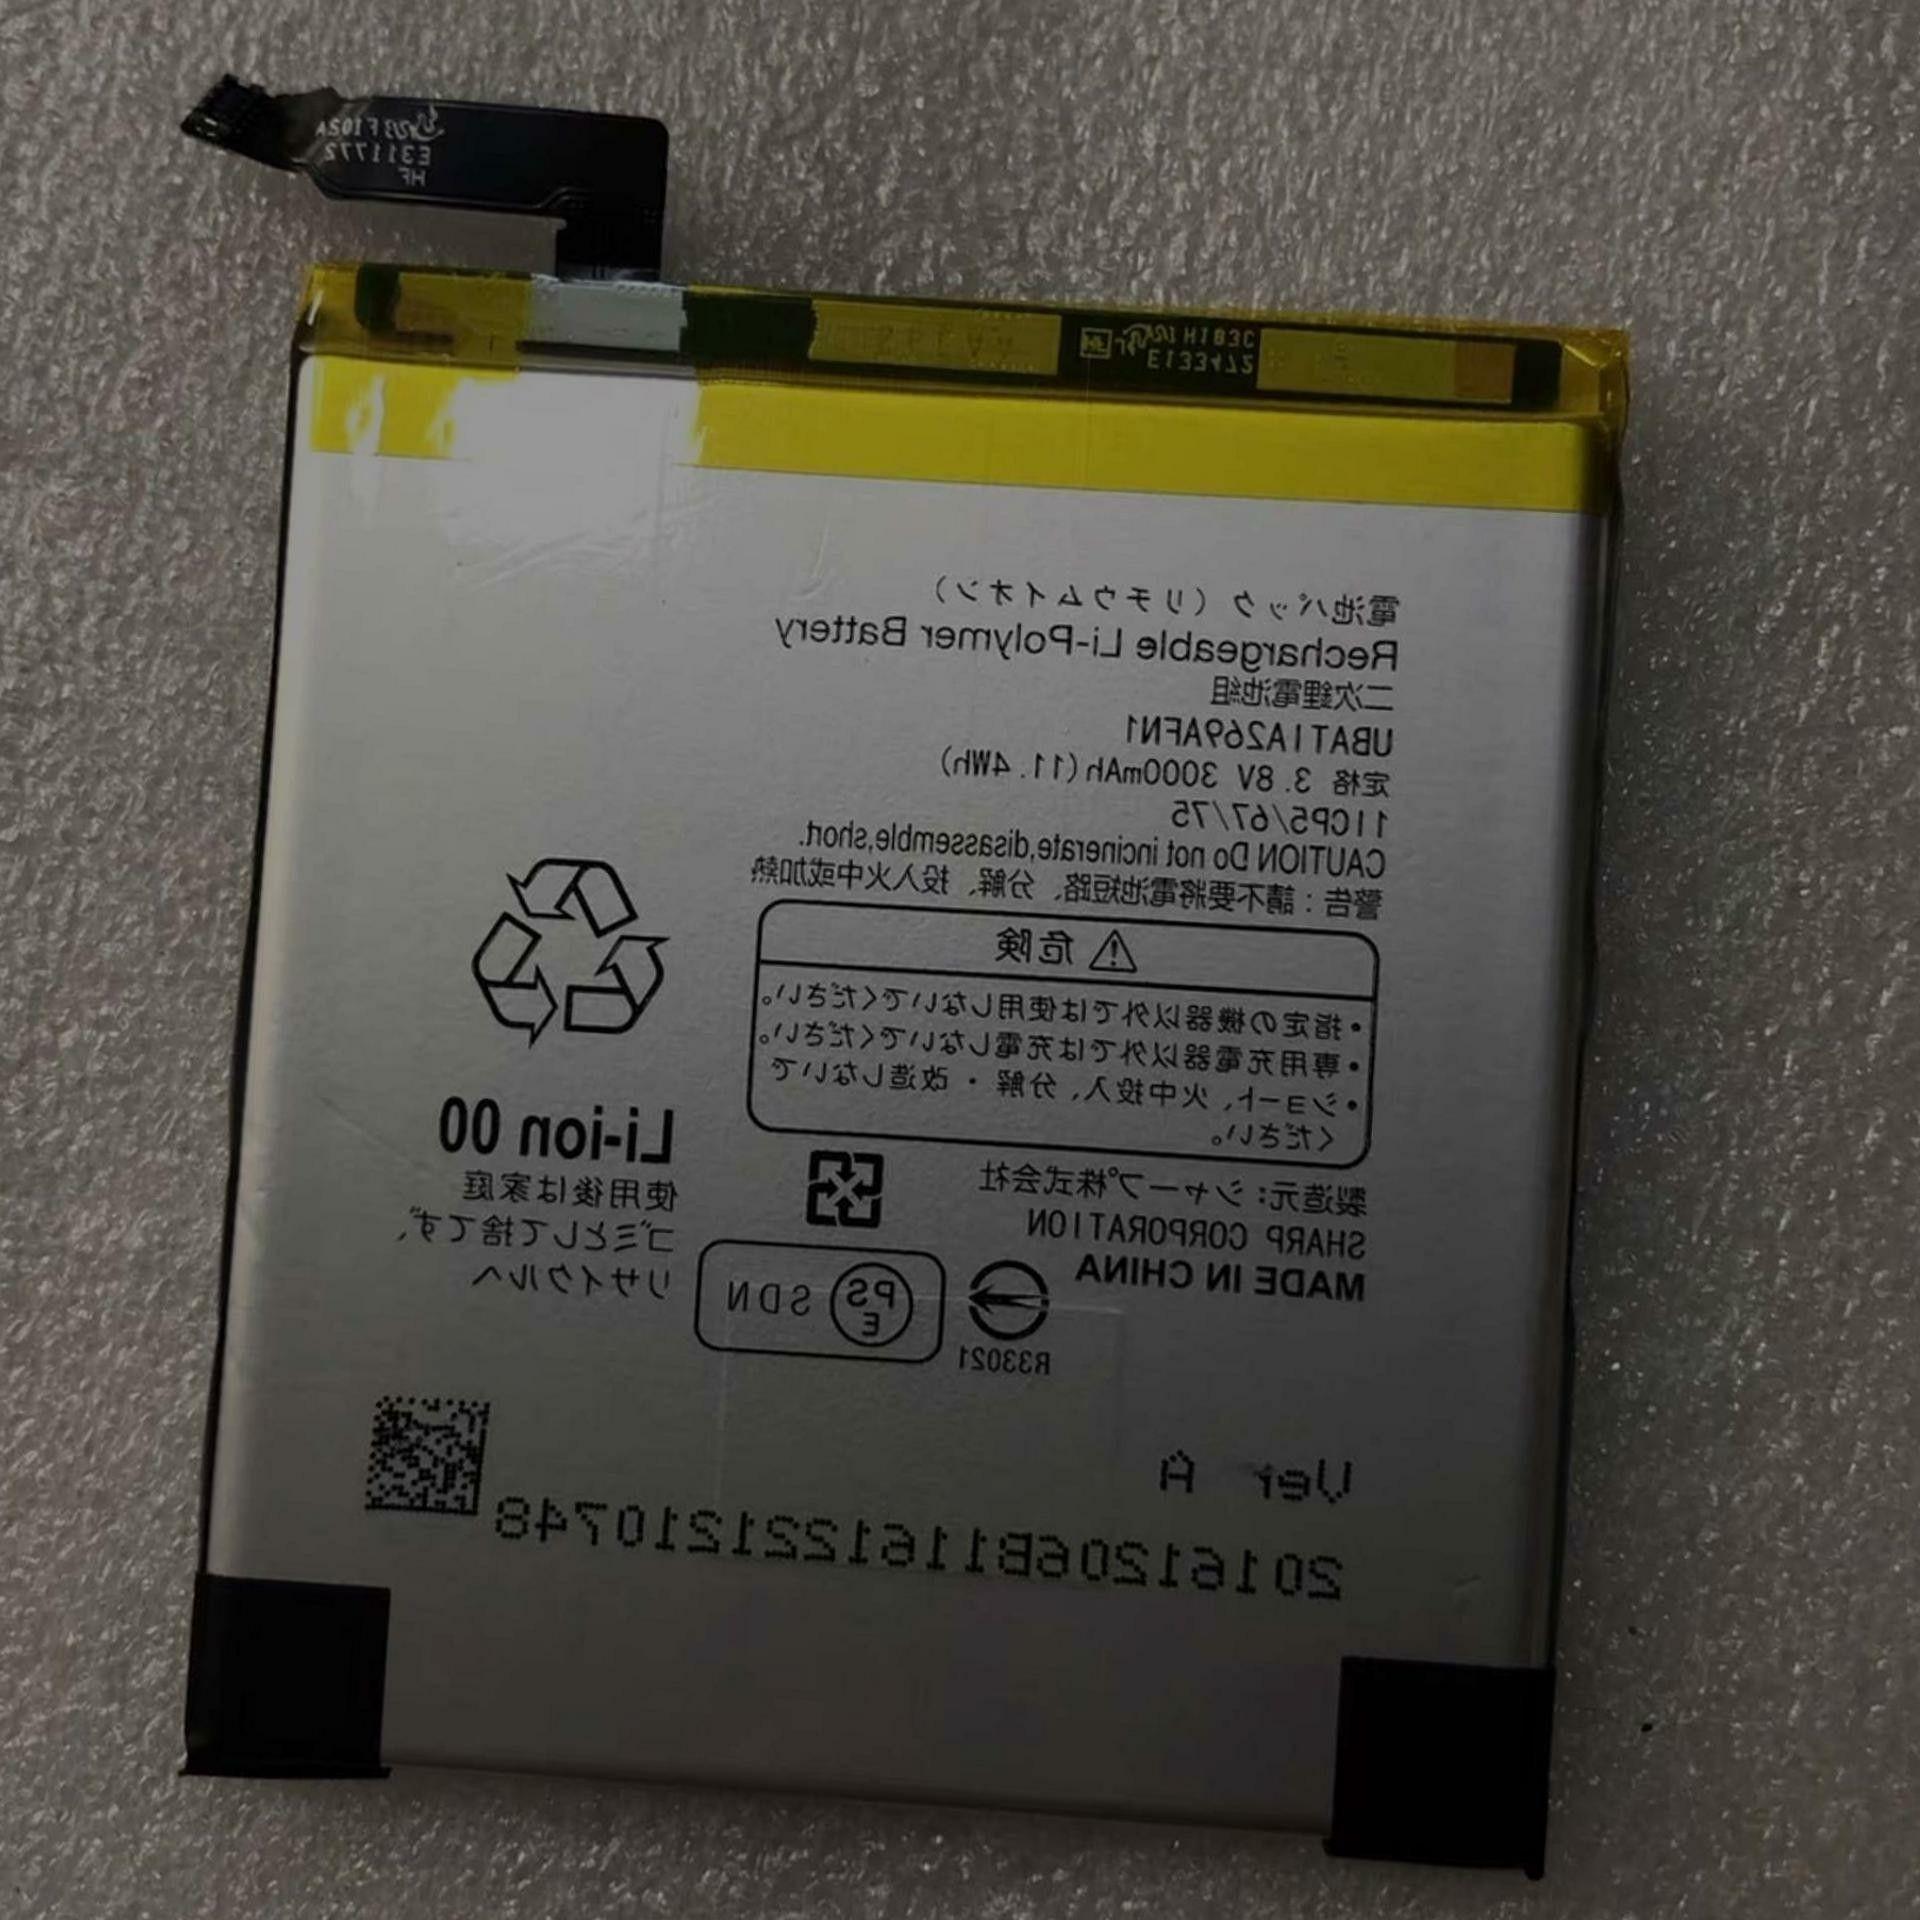 F102A
E311772
HF
H183C
E133472
電池パック（リチウムイオン）
Rechargeable Li-Polymer Battery
二次鋰電池組
UBATIA269AFN1
定格 3.8V 3000mAh(11.4Wh)
1ICP5/67/75
CAUTION Do not incinerate,disassemble,short.
警告：請不要將電池短路、分解、投入火中或加熱
危険
・指定の機器以外では使用しないでください。
・専用充電器以外では充電しないでください。
・ショート、火中投入、分解・改造しないで
ください。
製造元：シャープ株式会社
SHARP CORPORATION
MADE IN CHINA
R33021
PS
E
SDN
Li-ion 00
使用後は家庭
ゴミとして捨てず、
リサイクルへ
Ver A
20161206B1161221210748